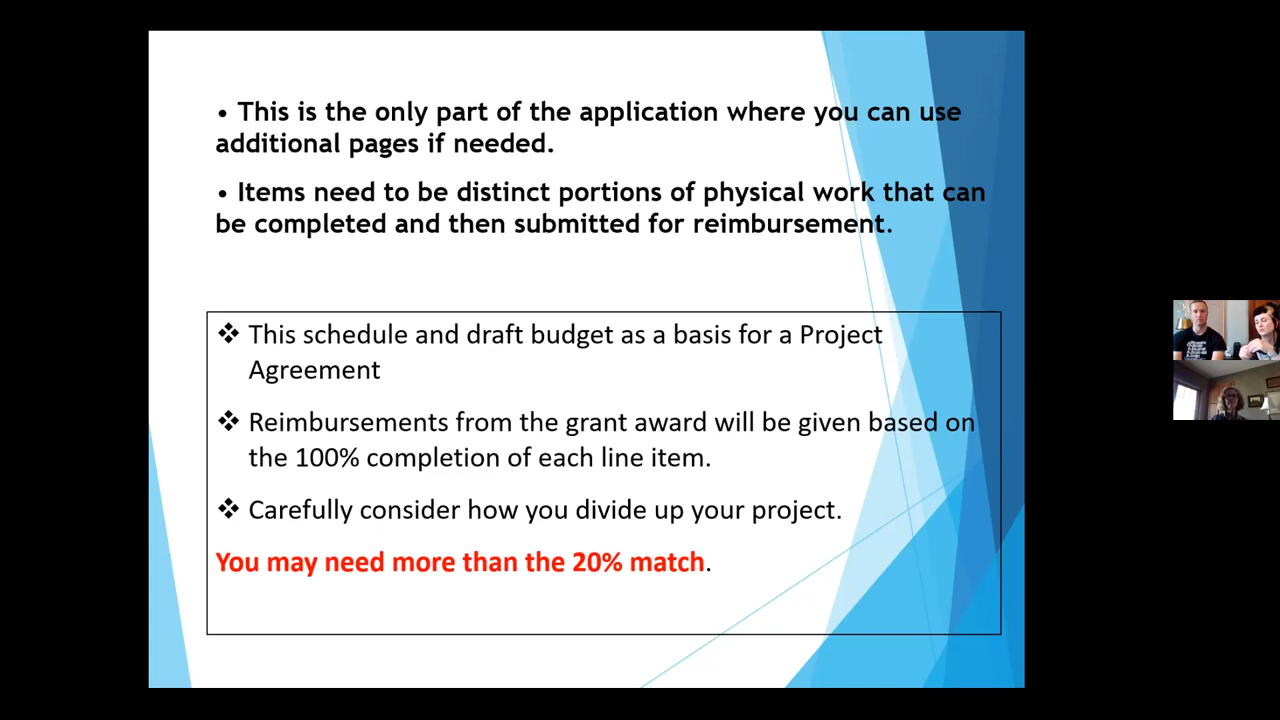 • This is the only part of the application where you can use
additional pages if needed.
• Items need to be distinct portions of physical work that can
be completed and then submitted for reimbursement.
❖ This schedule and draft budget as a basis for a Project
Agreement
❖ Reimbursements from the grant award will be given based on
the 100% completion of each line item.
❖ Carefully consider how you divide up your project.
You may need more than the 20% match.